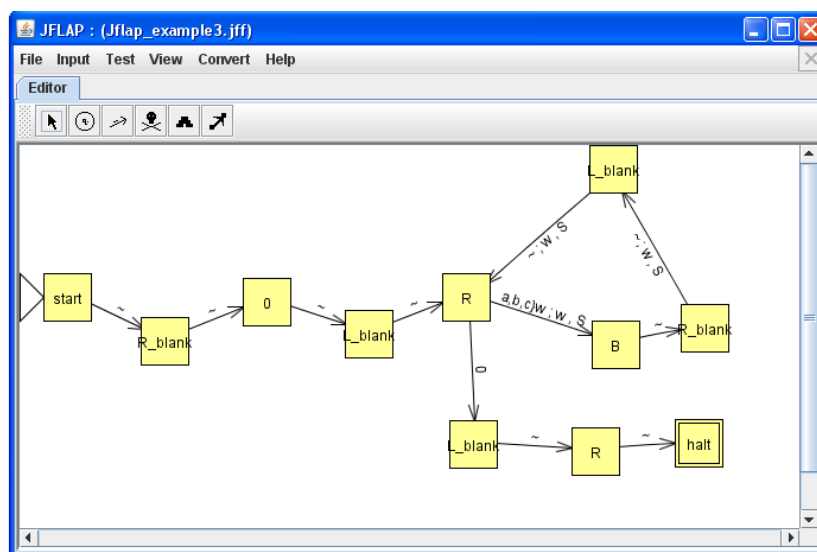 JFLAP : (Jflap_example3.jff)
File Input Test View Convert Help
Editor
L_blank
~ ; w , S
~ ; w , S
start
~
R_blank
~
0
~
L_blank
~
R
a,b,c}w ; w , S
B
~
R_blank
0
L_blank
~
R
~
halt